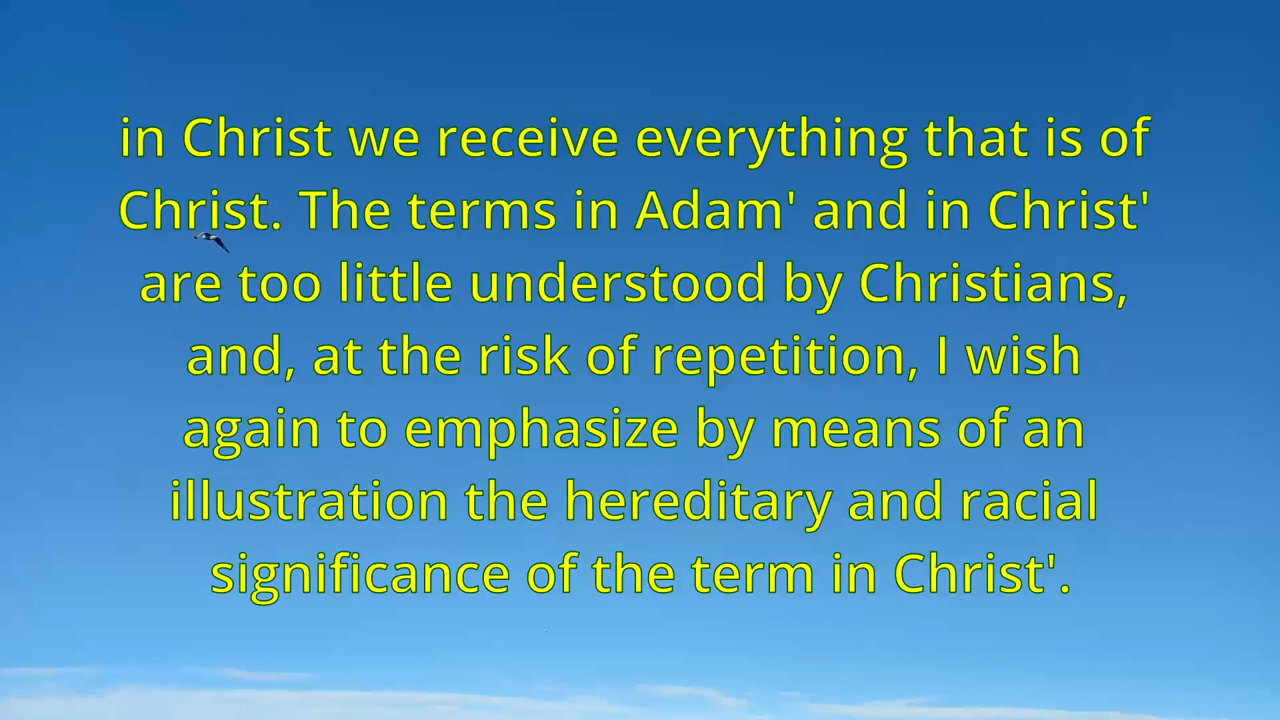 in Christ we receive everything that is of
Christ. The terms in Adam' and in Christ'
are too little understood by Christians,
and, at the risk of repetition, I wish
again to emphasize by means of an
illustration the hereditary and racial
significance of the term in Christ'.